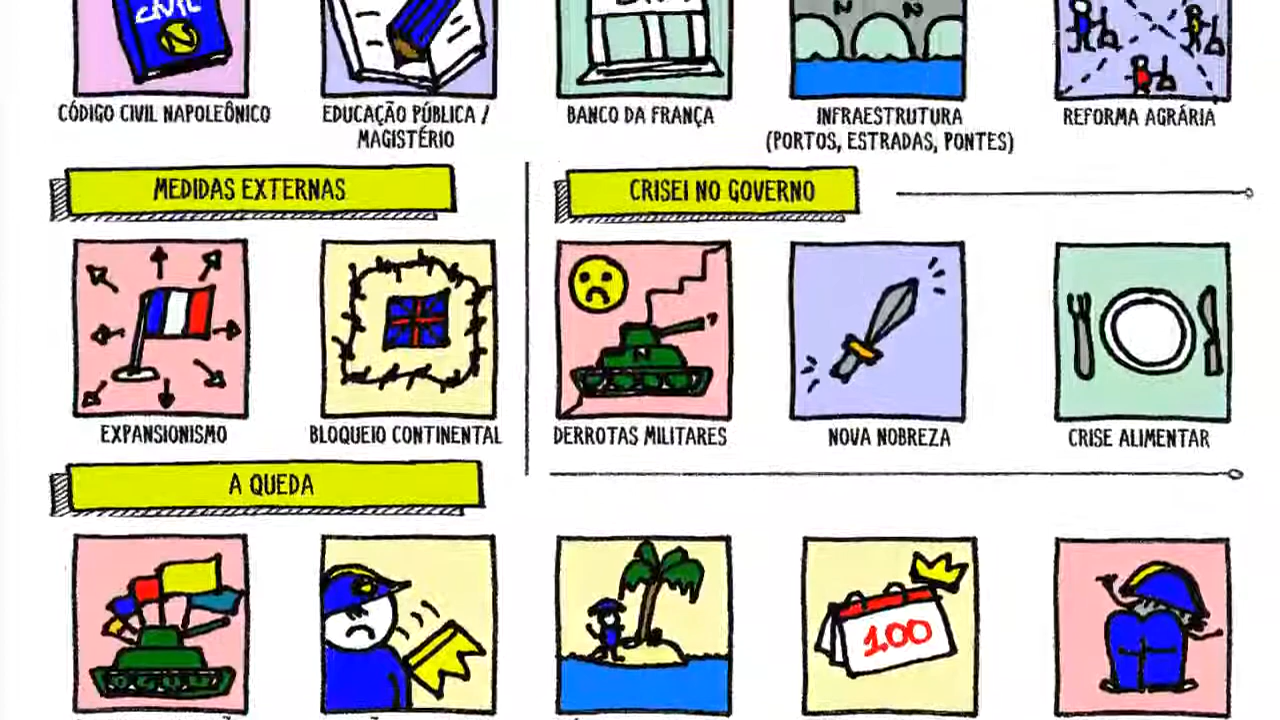 CIVIL
N
N
N
CÓDIGO CIVIL NAPOLEÔNICO
EDUCAÇÃO PÚBLICA /
MAGISTÉRIO
BANCO DA FRANÇA
INFRAESTRUTURA
(PORTOS, ESTRADAS, PONTES)
REFORMA AGRÁRIA
MEDIDAS EXTERNAS
CRISEI NO GOVERNO
N
EXPANSIONISMO
BLOQUEIO CONTINENTAL
DERROTAS MILITARES
NOVA NOBREZA
CRISE ALIMENTAR
A QUEDA
100